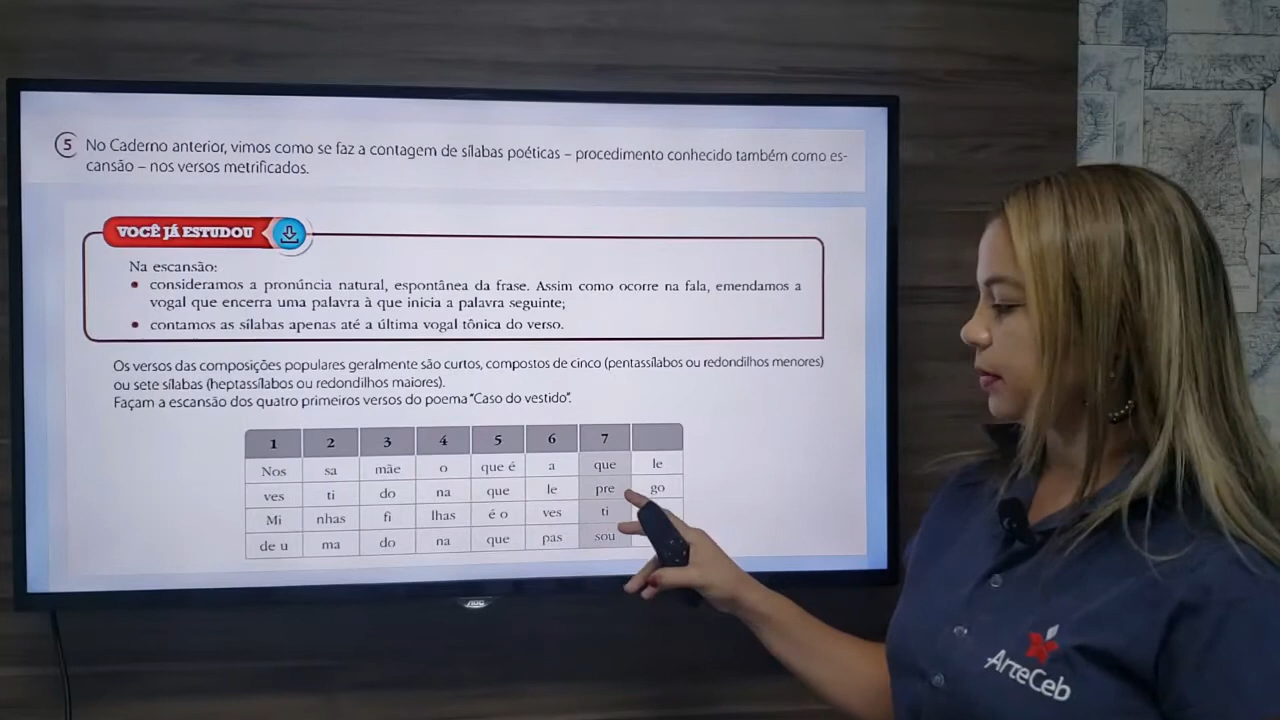 5 No Caderno anterior, vimos como se faz a contagem de sílabas poéticas – procedimento conhecido também como es-
cansão – nos versos metrificados.
VOCÊ JÁ ESTUDOU
Na escansão:
• consideramos a pronúncia natural, espontânea da frase. Assim como ocorre na fala, emendamos a
vogal que encerra uma palavra à que inicia a palavra seguinte;
• contamos as sílabas apenas até a última vogal tônica do verso.
Os versos das composições populares geralmente são curtos, compostos de cinco (pentassílabos ou redondilhos menores)
ou sete sílabas (heptassílabos ou redondilhos maiores).
Façam a escansão dos quatro primeiros versos do poema "Caso do vestido".
1 2 3 4 5 6 7
Nos sa mãe o que é a que le
ves ti do na que le pre go
Mi nhas fi lhas é o ves ti
de u ma do na que pas sou
AOC
ArteCeb